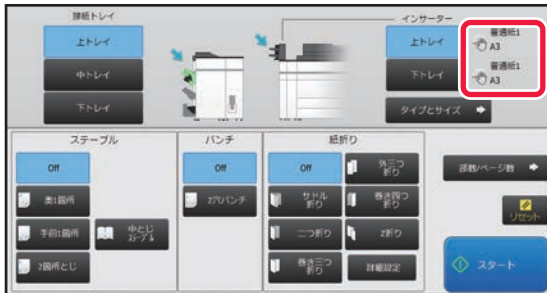 排紙トレイ
上トレイ
中トレイ
下トレイ
インサーター
上トレイ
普通紙1
A3
下トレイ
普通紙1
A3
タイプとサイズ
ステープル
Off
奥1箇所
手前1箇所
2箇所とじ
中とじ
ステープル
パンチ
Off
2穴パンチ
紙折り
Off
外三つ
折り
サドル
折り
巻き四つ
折り
二つ折り
Z折り
巻き三つ
折り
詳細設定
部数/ページ数
リセット
スタート